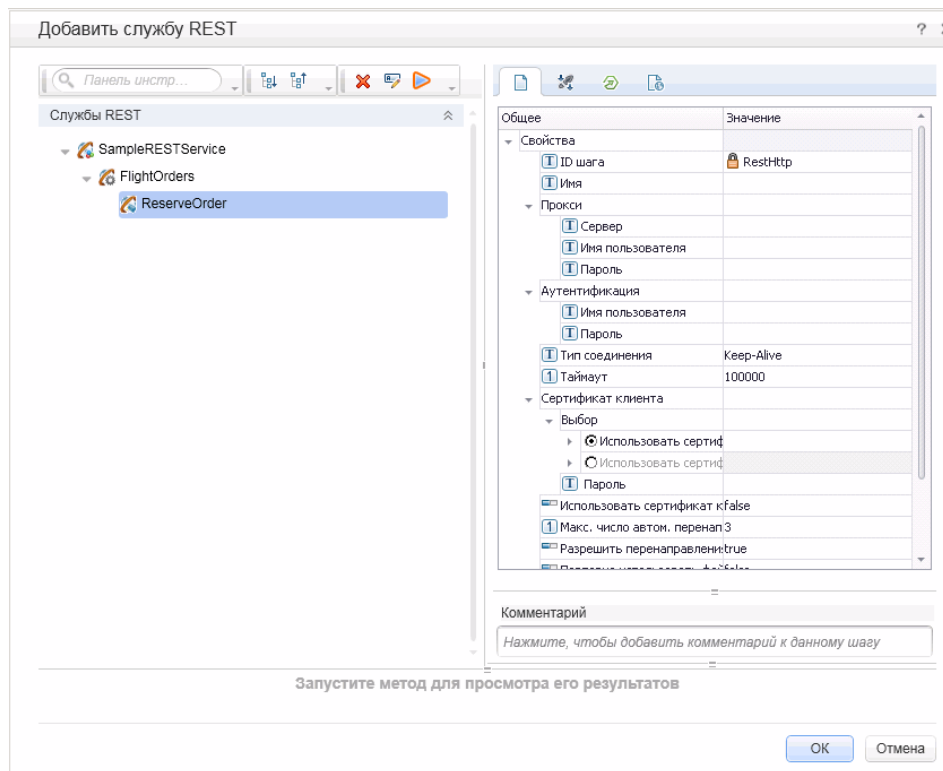 Добавить службу REST
?
Панель инстр...
Службы REST
SampleRESTService
FlightOrders
ReserveOrder
Общее Значение
Свойства
ID шага RestHttp
Имя
Прокси
Сервер
Имя пользователя
Пароль
Аутентификация
Имя пользователя
Пароль
Тип соединения Keep-Alive
Таймаут 100000
Сертификат клиента
Выбор
Использовать сертиф
Использовать сертиф
Пароль
Использовать сертификат к false
Макс. число автом. перенап 3
Разрешить перенаправлени true
Комментарий
Нажмите, чтобы добавить комментарий к данному шагу
Запустите метод для просмотра его результатов
ОК Отмена